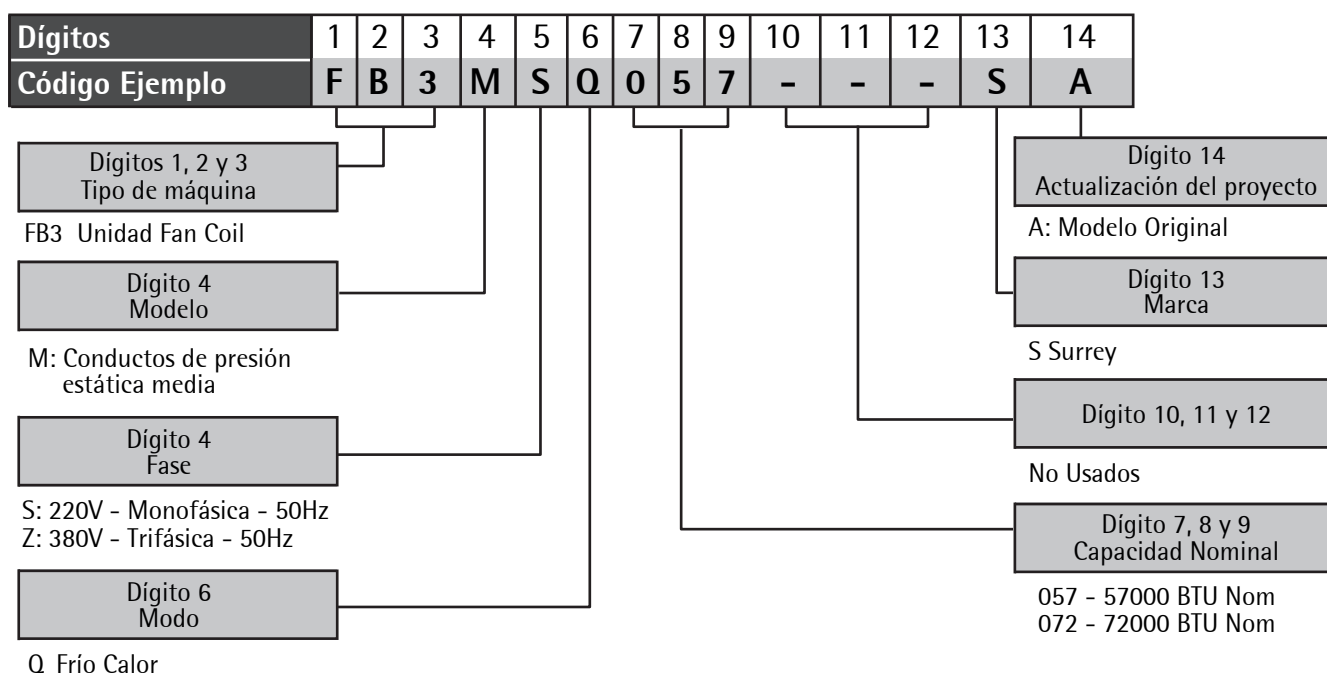 Dígitos 1 2 3 4 5 6 7 8 9 10 11 12 13 14
Código Ejemplo F B 3 M S Q 0 5 7 - - - S A
Dígitos 1, 2 y 3
Tipo de máquina
FB3 Unidad Fan Coil
Dígito 4
Modelo
M: Conductos de presión
estática media
Dígito 4
Fase
S: 220V - Monofásica - 50Hz
Z: 380V - Trifásica - 50Hz
Dígito 6
Modo
Q Frío Calor
Dígito 14
Actualización del proyecto
A: Modelo Original
Dígito 13
Marca
S Surrey
Dígito 10, 11 y 12
No Usados
Dígito 7, 8 y 9
Capacidad Nominal
057 - 57000 BTU Nom
072 - 72000 BTU Nom